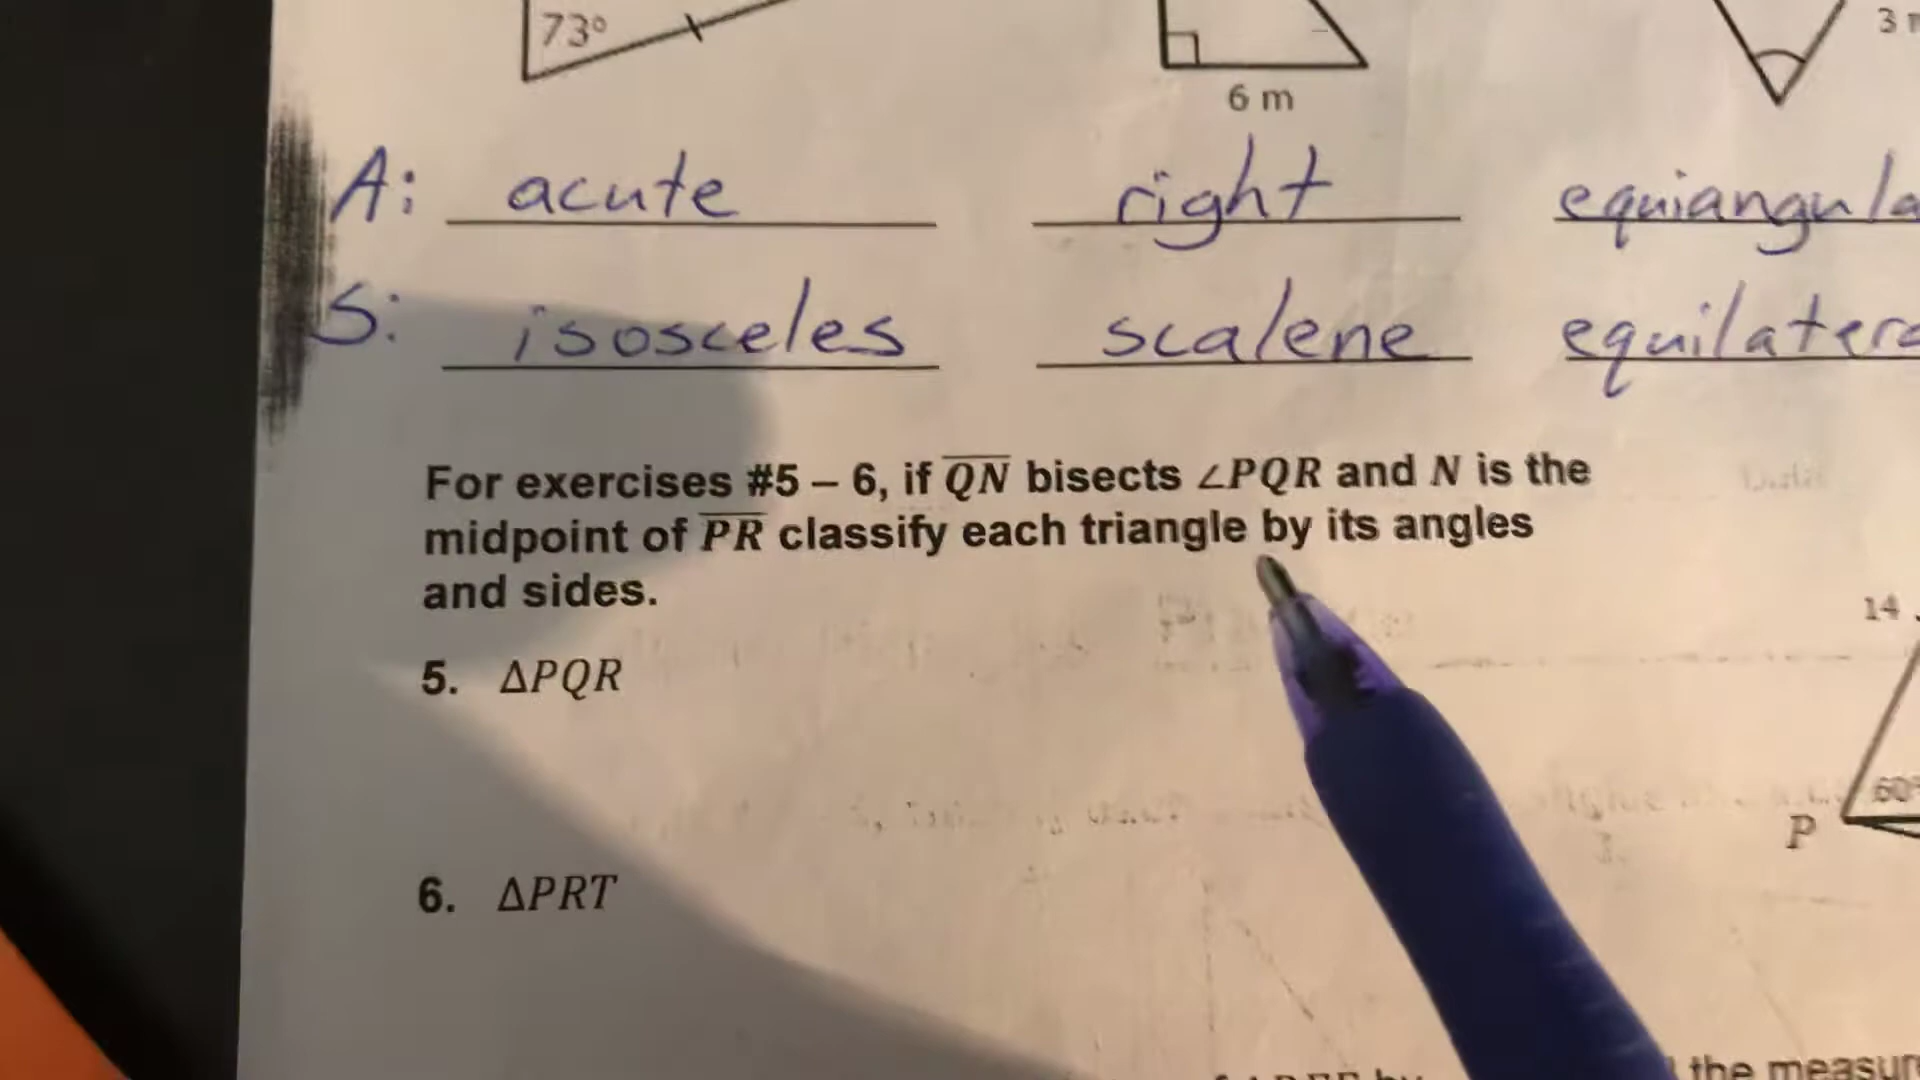 73°
6 m
3
A: acute right equiangula
S: isosceles scalene equilatera
For exercises #5 – 6, if QN bisects ∠PQR and N is the
midpoint of PR classify each triangle by its angles
and sides.
14
5. ΔPQR
60°
P
6. ΔPRT
by
the measur